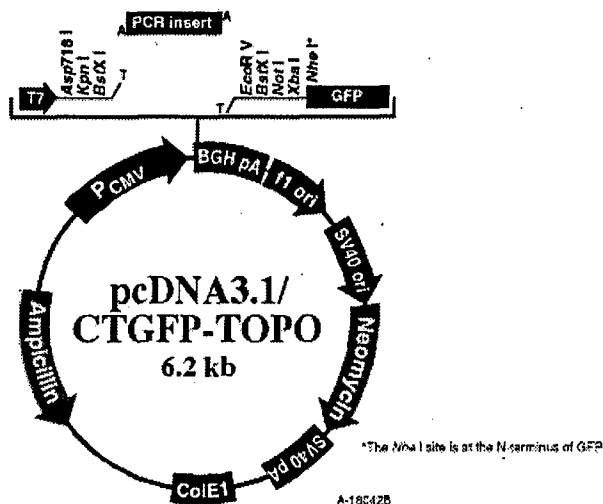 A PCR insert A
Asp718 I
Kpn I
BstX I
T
EcoR V
BstX I
Not I
Xba I
Nhe I*
T7
T
GFP
PCMV
BGH pA
f1 ori
SV40 ori
Neomycin
SV40 pA
ColE1
Ampicillin
pcDNA3.1/
CTGFP-TOPO
6.2 kb
*The Nhe I site is at the N-terminus of GFP